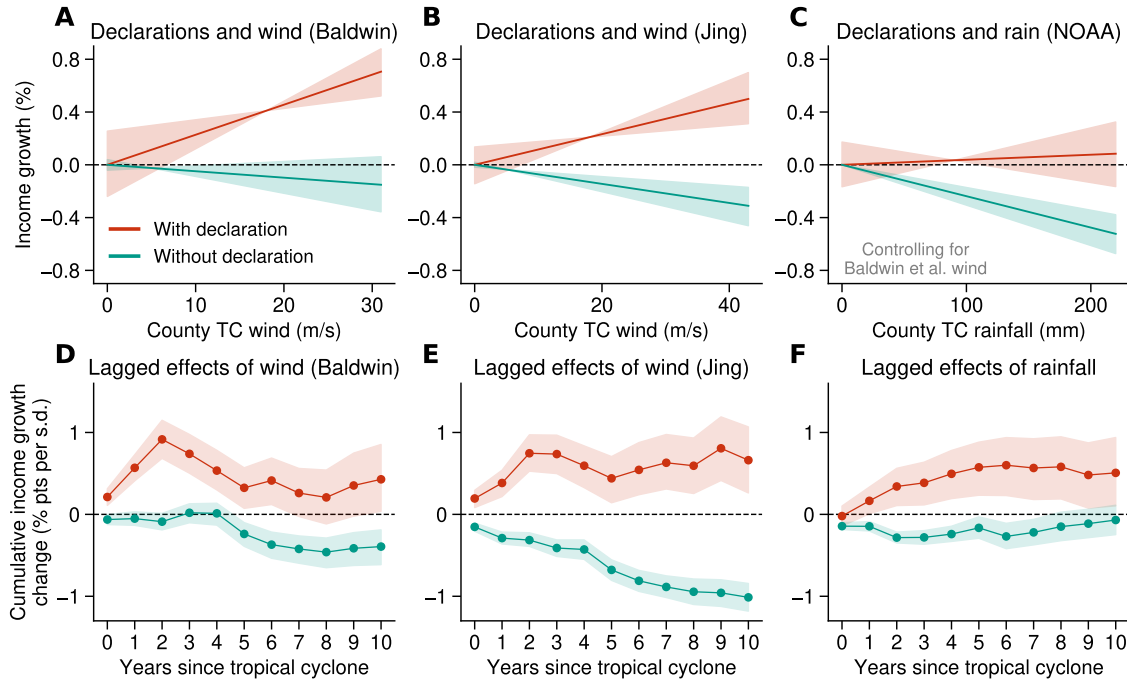 A
Declarations and wind (Baldwin)
Income growth (%)
0.8
0.4
0.0
−0.4
−0.8
With declaration
Without declaration
0
10
20
30
County TC wind (m/s)
B
Declarations and wind (Jing)
0
20
40
County TC wind (m/s)
C
Declarations and rain (NOAA)
Controlling for
Baldwin et al. wind
0
100
200
County TC rainfall (mm)
D
Lagged effects of wind (Baldwin)
Cumulative income growth
change (% pts per s.d.)
1
0
−1
0 1 2 3 4 5 6 7 8 9 10
Years since tropical cyclone
E
Lagged effects of wind (Jing)
1
0
−1
0 1 2 3 4 5 6 7 8 9 10
Years since tropical cyclone
F
Lagged effects of rainfall
1
0
−1
0 1 2 3 4 5 6 7 8 9 10
Years since tropical cyclone